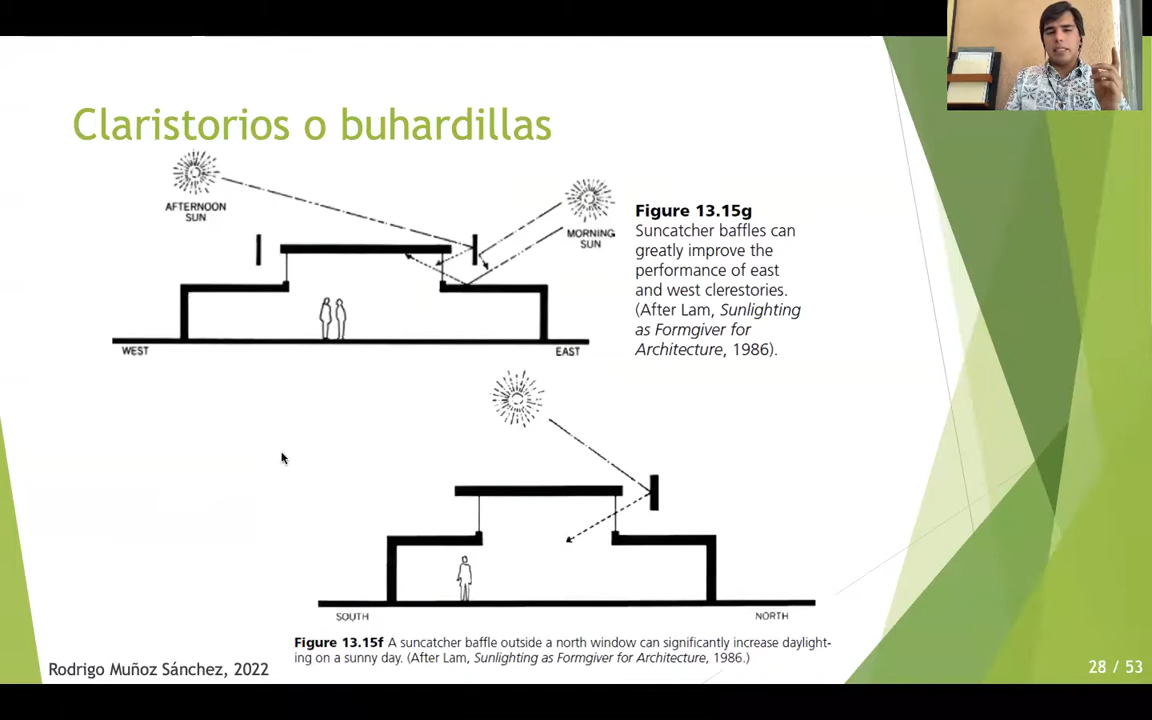 Claristorios o buhardillas
AFTERNOON
SUN
MORNING
SUN
WEST
EAST
Figure 13.15g
Suncatcher baffles can
greatly improve the
performance of east
and west clerestories.
(After Lam, Sunlighting
as Formgiver for
Architecture, 1986).
SOUTH
NORTH
Figure 13.15f A suncatcher baffle outside a north window can significantly increase daylight-
ing on a sunny day. (After Lam, Sunlighting as Formgiver for Architecture, 1986.)
Rodrigo Muñoz Sánchez, 2022
28 / 53